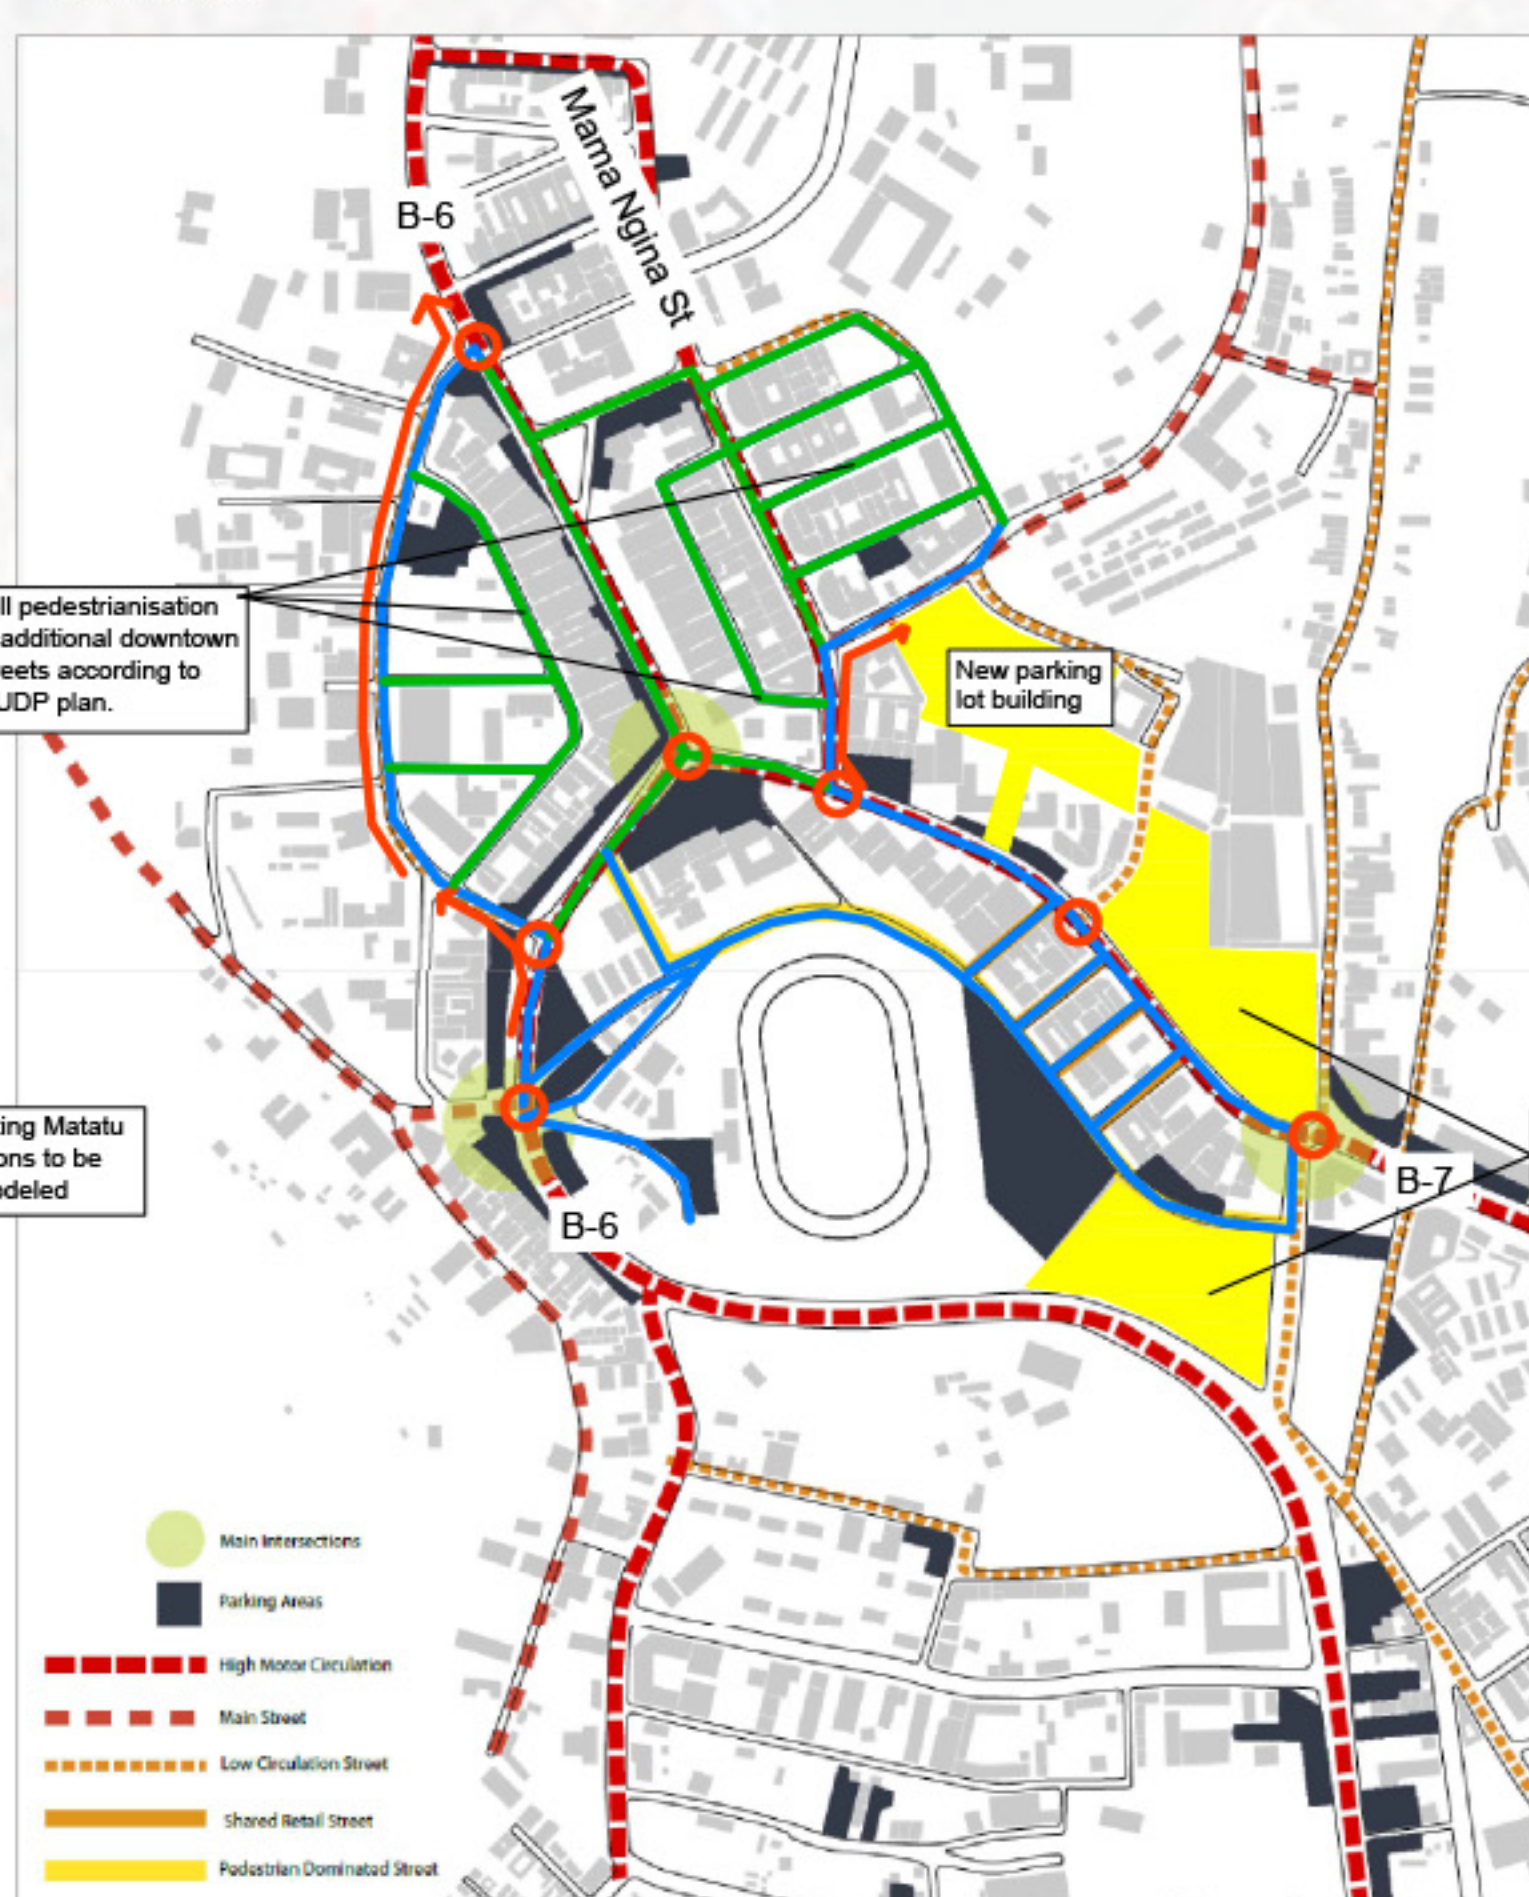 B-6
Mama Ngina St
ll pedestrianisation
additional downtown
eets according to
UDP plan.
New parking
lot building
ing Matatu
ons to be
deled
B-7
B-6
Main Intersections
Parking Areas
High Motor Circulation
Main Street
Low Circulation Street
Shared Retail Street
Pedestrian Dominated Street